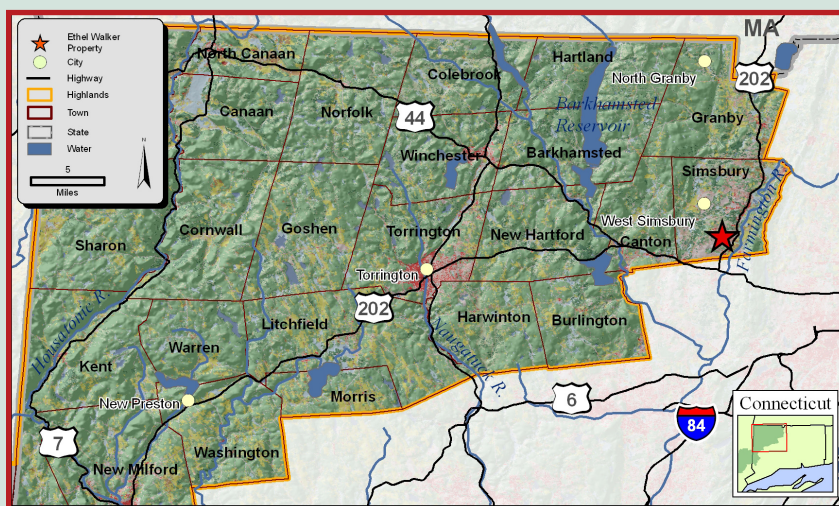 Ethel Walker
Property
City
Highway
Highlands
Town
State
Water
5
Miles
N
MA
North Canaan
Colebrook
Hartland
North Granby
202
Canaan
Norfolk
44
Barkhamsted
Reservoir
Granby
Winchester
Barkhamsted
Simsbury
Sharon
Cornwall
Goshen
Torrington
New Hartford
West Simsbury
Canton
Farmington R.
Torrington
Housatonic R.
202
Litchfield
Harwinton
Burlington
Kent
Warren
Naugatuck R.
New Preston
Morris
6
84
7
Washington
New Milford
Connecticut